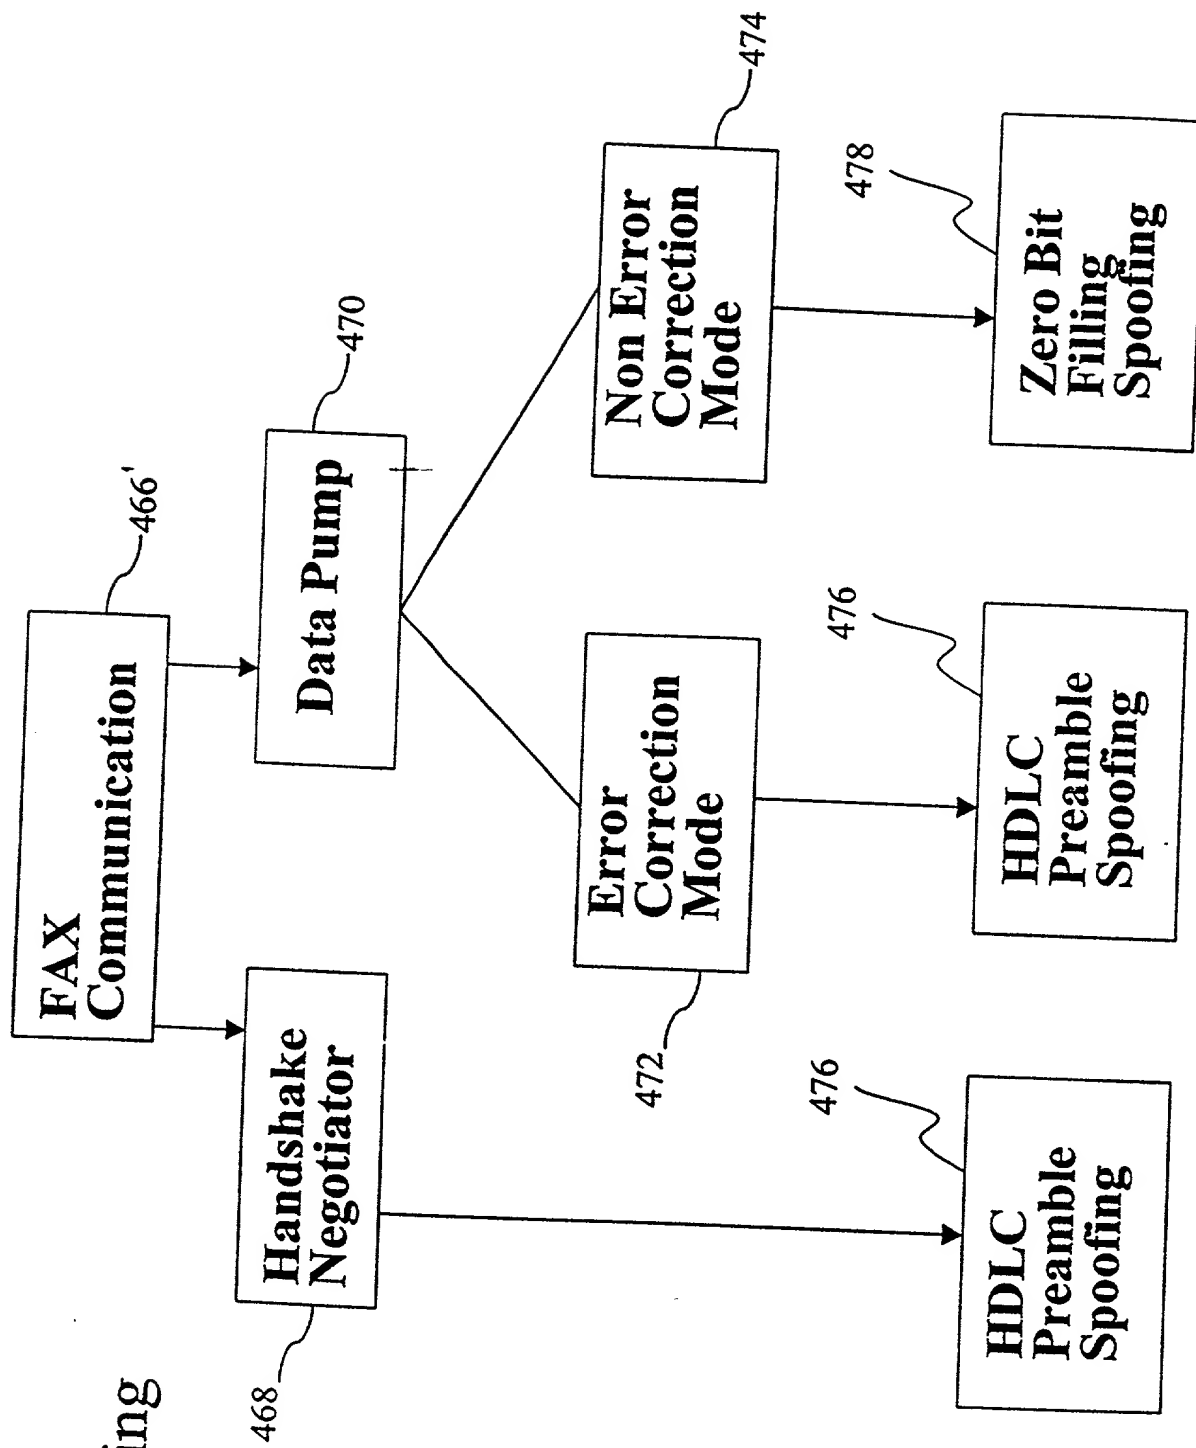 ing
FAX
Communication
466'
Handshake
Negotiator
468
Data Pump
470
Error
Correction
Mode
472
Non Error
Correction
Mode
474
HDLC
Preamble
Spoofing
476
HDLC
Preamble
Spoofing
476
Zero Bit
Filling
Spoofing
478